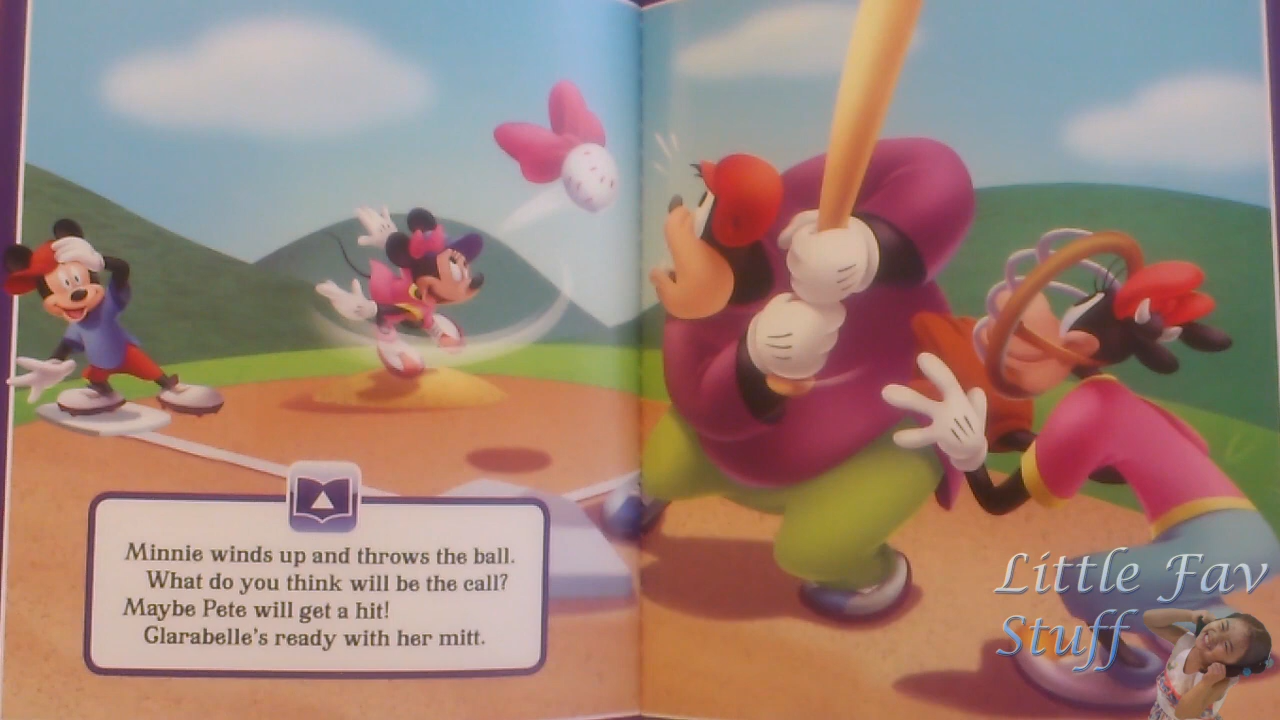 Minnie winds up and throws the ball.
What do you think will be the call?
Maybe Pete will get a hit!
Clarabelle's ready with her mitt.
Little Fav
Stuff